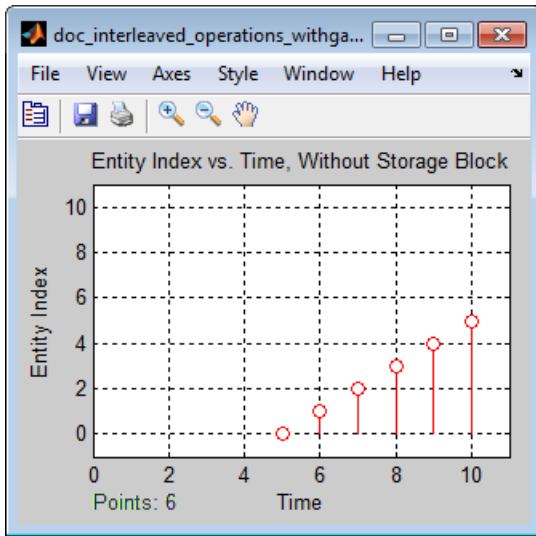 doc_interleaved_operations_withga...
File View Axes Style Window Help
Entity Index vs. Time, Without Storage Block
Entity Index
10
8
6
4
2
0
0 2 4 6 8 10
Points: 6 Time